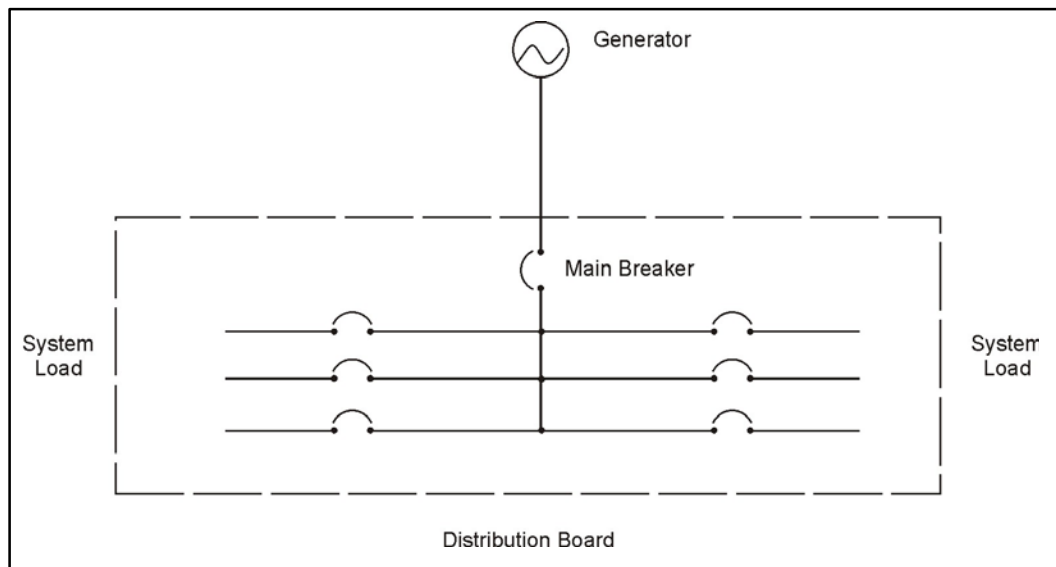 Generator
Main Breaker
System
Load
System
Load
Distribution Board